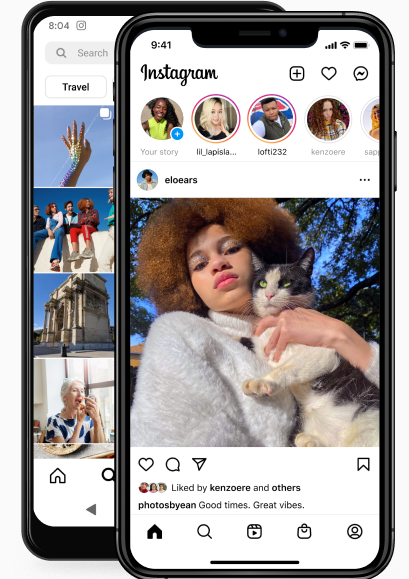 8:04
Search
Travel
9:41
Instagram
Your story
lil_lapisla...
lofti232
kenzoere
sapp
eloears
Liked by kenzoere and others
photosbyean Good times. Great vibes.